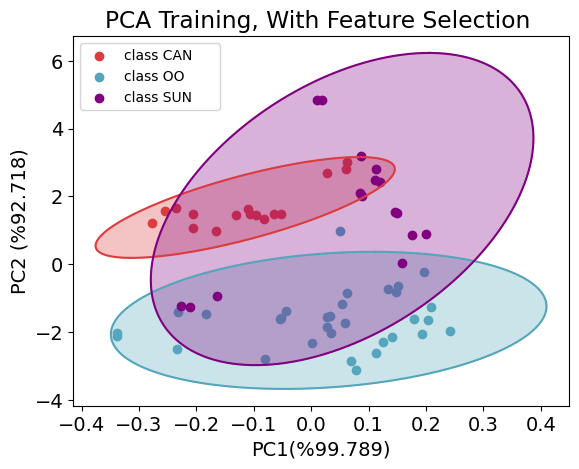 PCA Training, With Feature Selection
class CAN
class OO
class SUN
PC2 (%92.718)
6
4
2
0
−2
−4
−0.4 −0.3 −0.2 −0.1 0.0 0.1 0.2 0.3 0.4
PC1(%99.789)